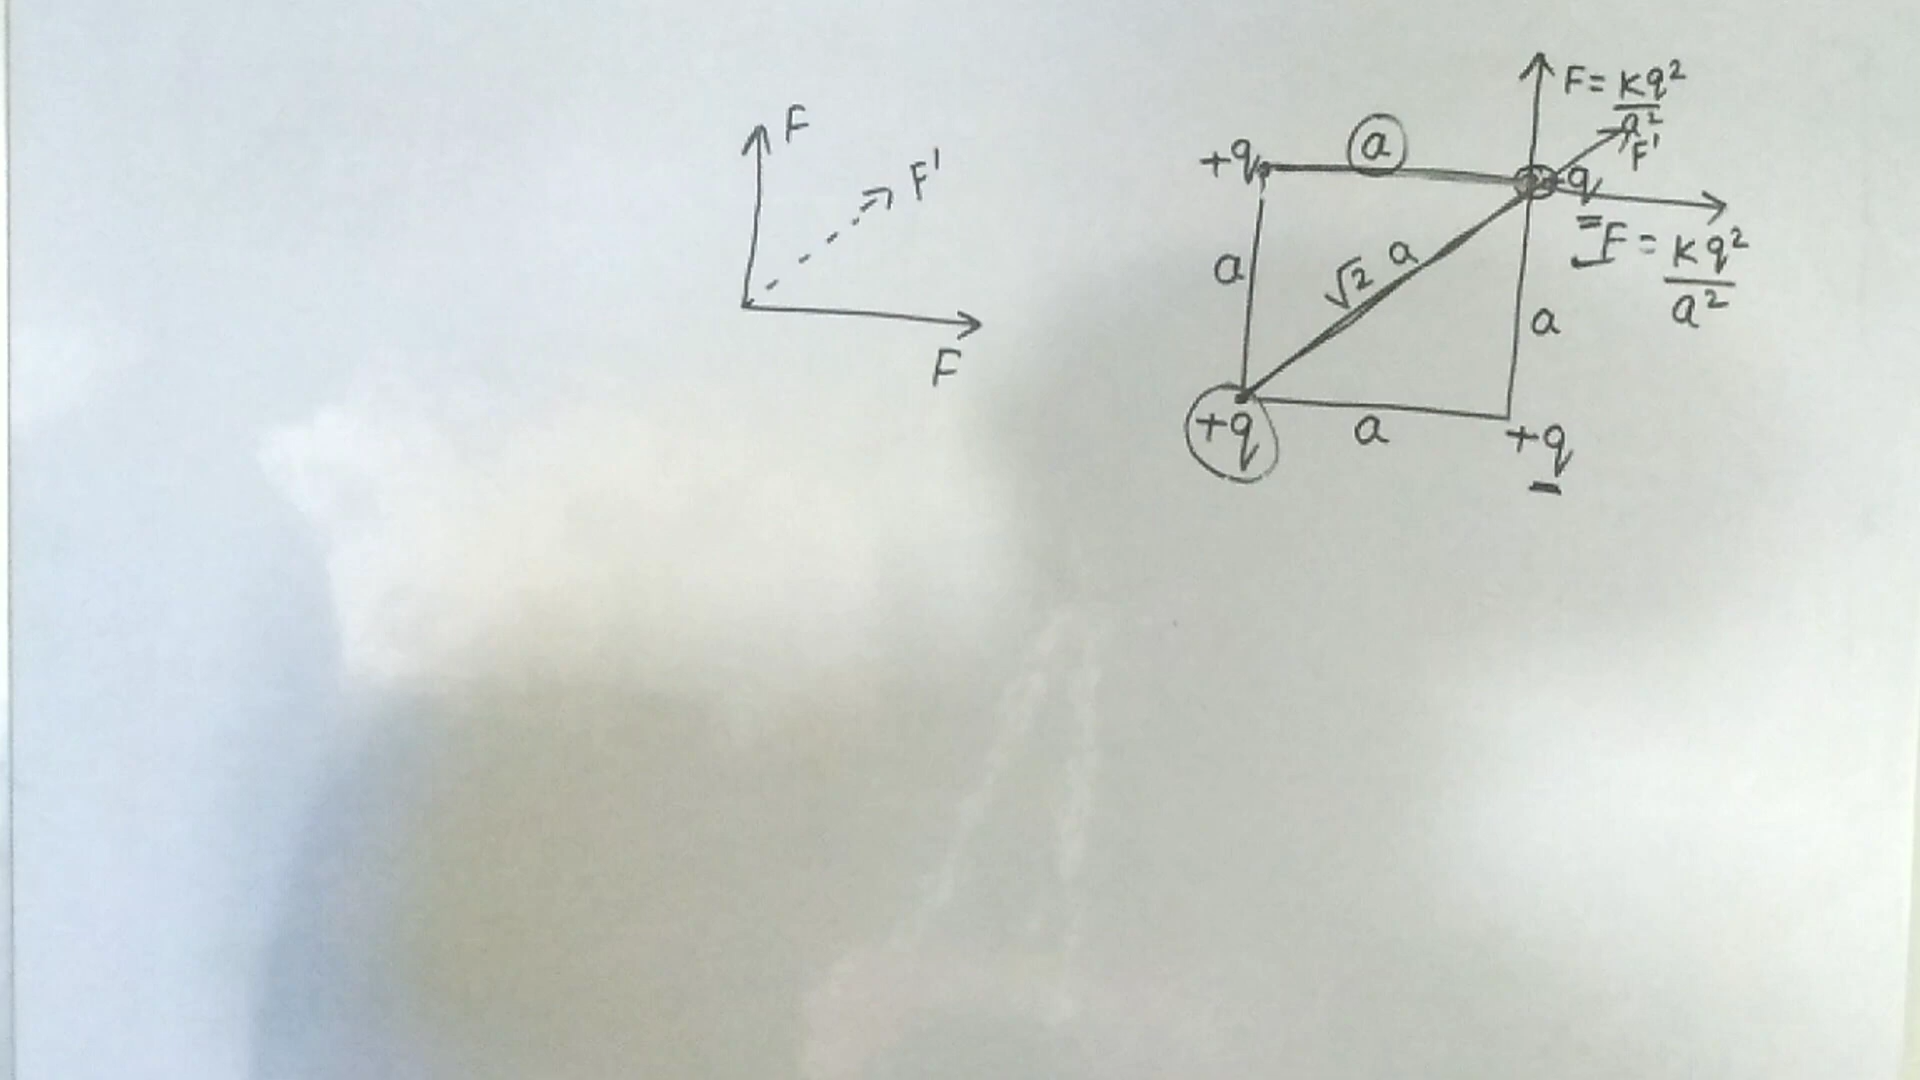 F
F'
F
F = kq²/a²
F'
+q
a
q
F = kq²/a²
a
√2 a
a
+q
a
+q